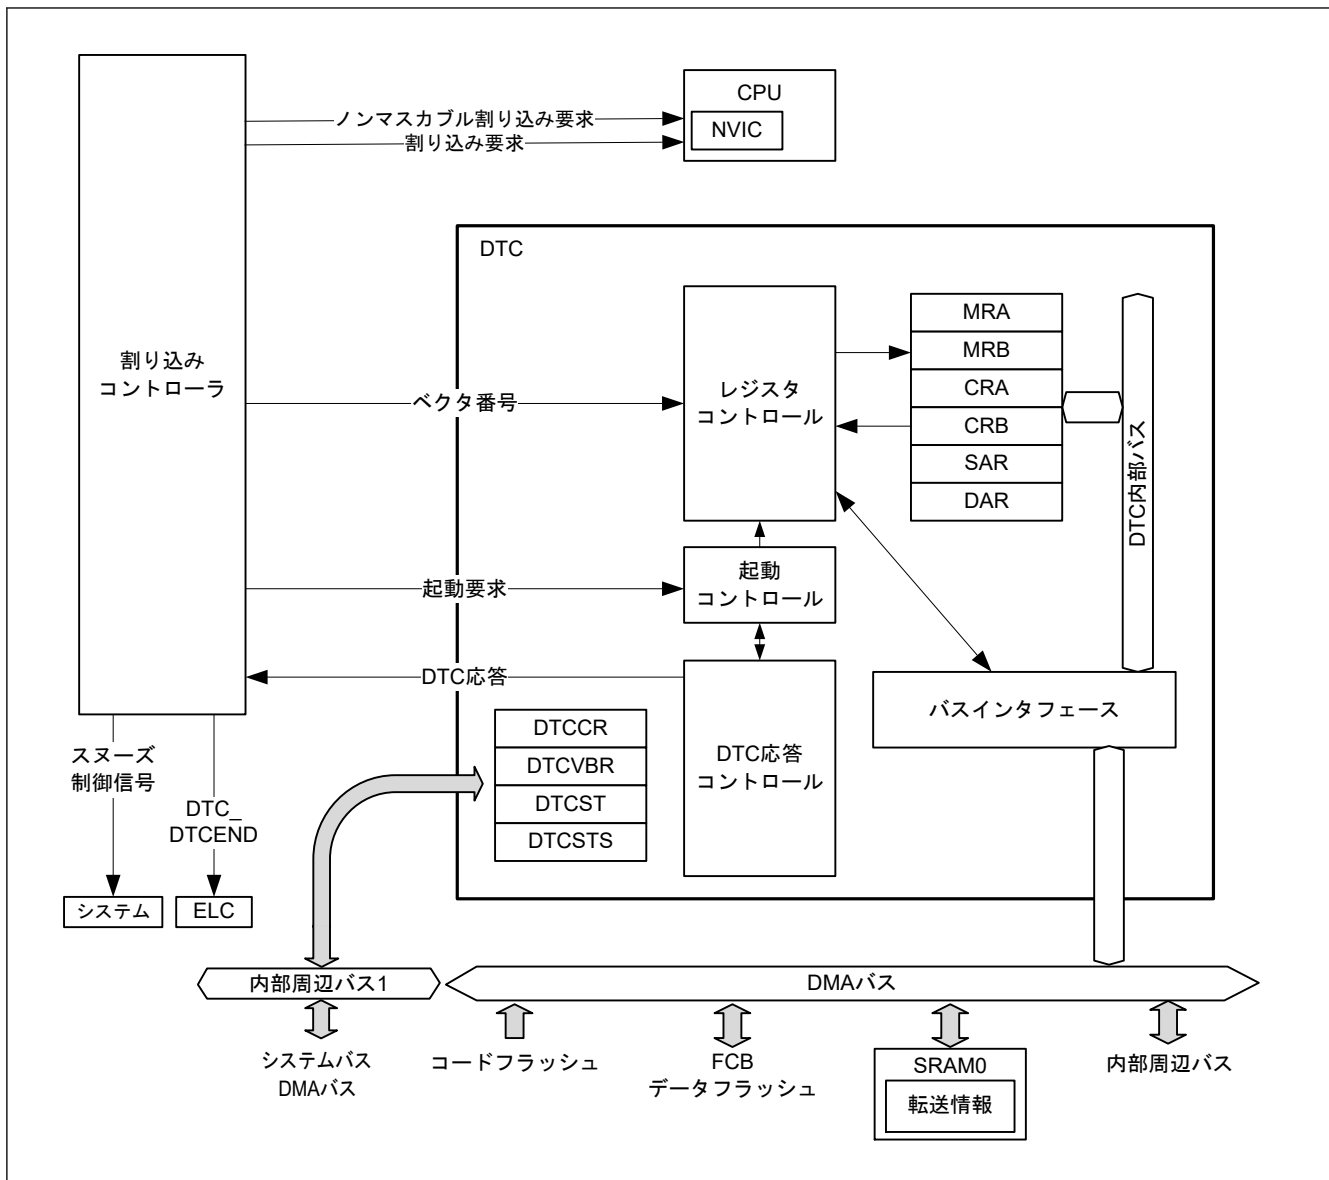 CPU
NVIC
ノンマスカブル割り込み要求
割り込み要求
DTC
割り込み
コントローラ
ベクタ番号
レジスタ
コントロール
MRA
MRB
CRA
CRB
SAR
DAR
DTC内部バス
起動要求
起動
コントロール
DTC応答
DTC応答
コントロール
バスインタフェース
DTCCR
DTCVBR
DTCST
DTCSTS
スヌーズ
制御信号
DTC_
DTCEND
システム
ELC
内部周辺バス1
DMAバス
システムバス
DMAバス
コードフラッシュ
FCB
データフラッシュ
SRAM0
転送情報
内部周辺バス